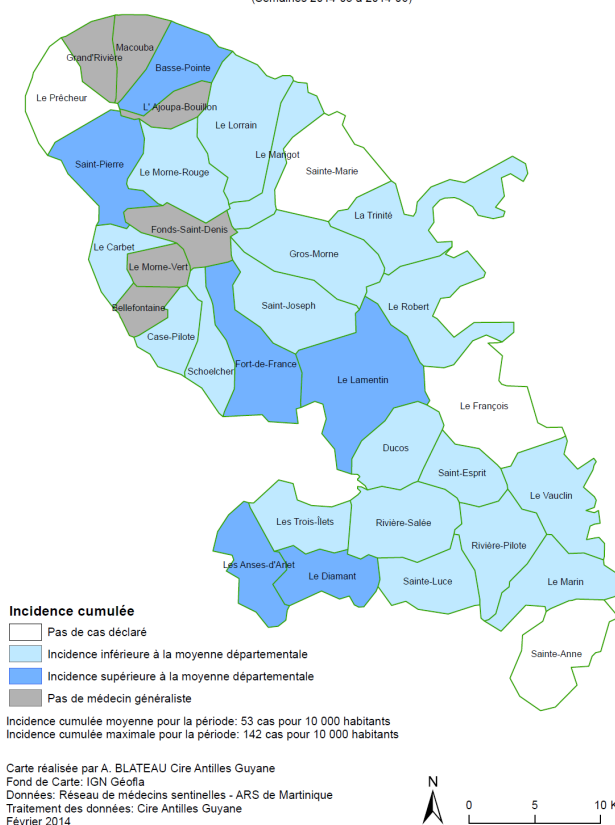 (Semaines 2014-03 à 2014-06)
Macouba
Grand'Rivière
Basse-Pointe
Le Prêcheur
L' Ajoupa-Bouillon
Le Lorrain
Le Marigot
Saint-Pierre
Le Morne-Rouge
Sainte-Marie
La Trinité
Fonds-Saint-Denis
Le Carbet
Gros-Morne
Le Morne-Vert
Saint-Joseph
Le Robert
Bellefontaine
Case-Pilote
Schoelcher
Fort-de-France
Le Lamentin
Le François
Ducos
Saint-Esprit
Le Vauclin
Les Trois-Îlets
Rivière-Salée
Rivière-Pilote
Les Anses-d'Arlet
Le Diamant
Sainte-Luce
Le Marin
Sainte-Anne
Incidence cumulée
Pas de cas déclaré
Incidence inférieure à la moyenne départementale
Incidence supérieure à la moyenne départementale
Pas de médecin généraliste
Incidence cumulée moyenne pour la période: 53 cas pour 10 000 habitants
Incidence cumulée maximale pour la période: 142 cas pour 10 000 habitants
Carte réalisée par A. BLATEAU Cire Antilles Guyane
Fond de Carte: IGN Géofla
Données: Réseau de médecins sentinelles - ARS de Martinique
Traitement des données: Cire Antilles Guyane
Février 2014
N
0 5 10 K